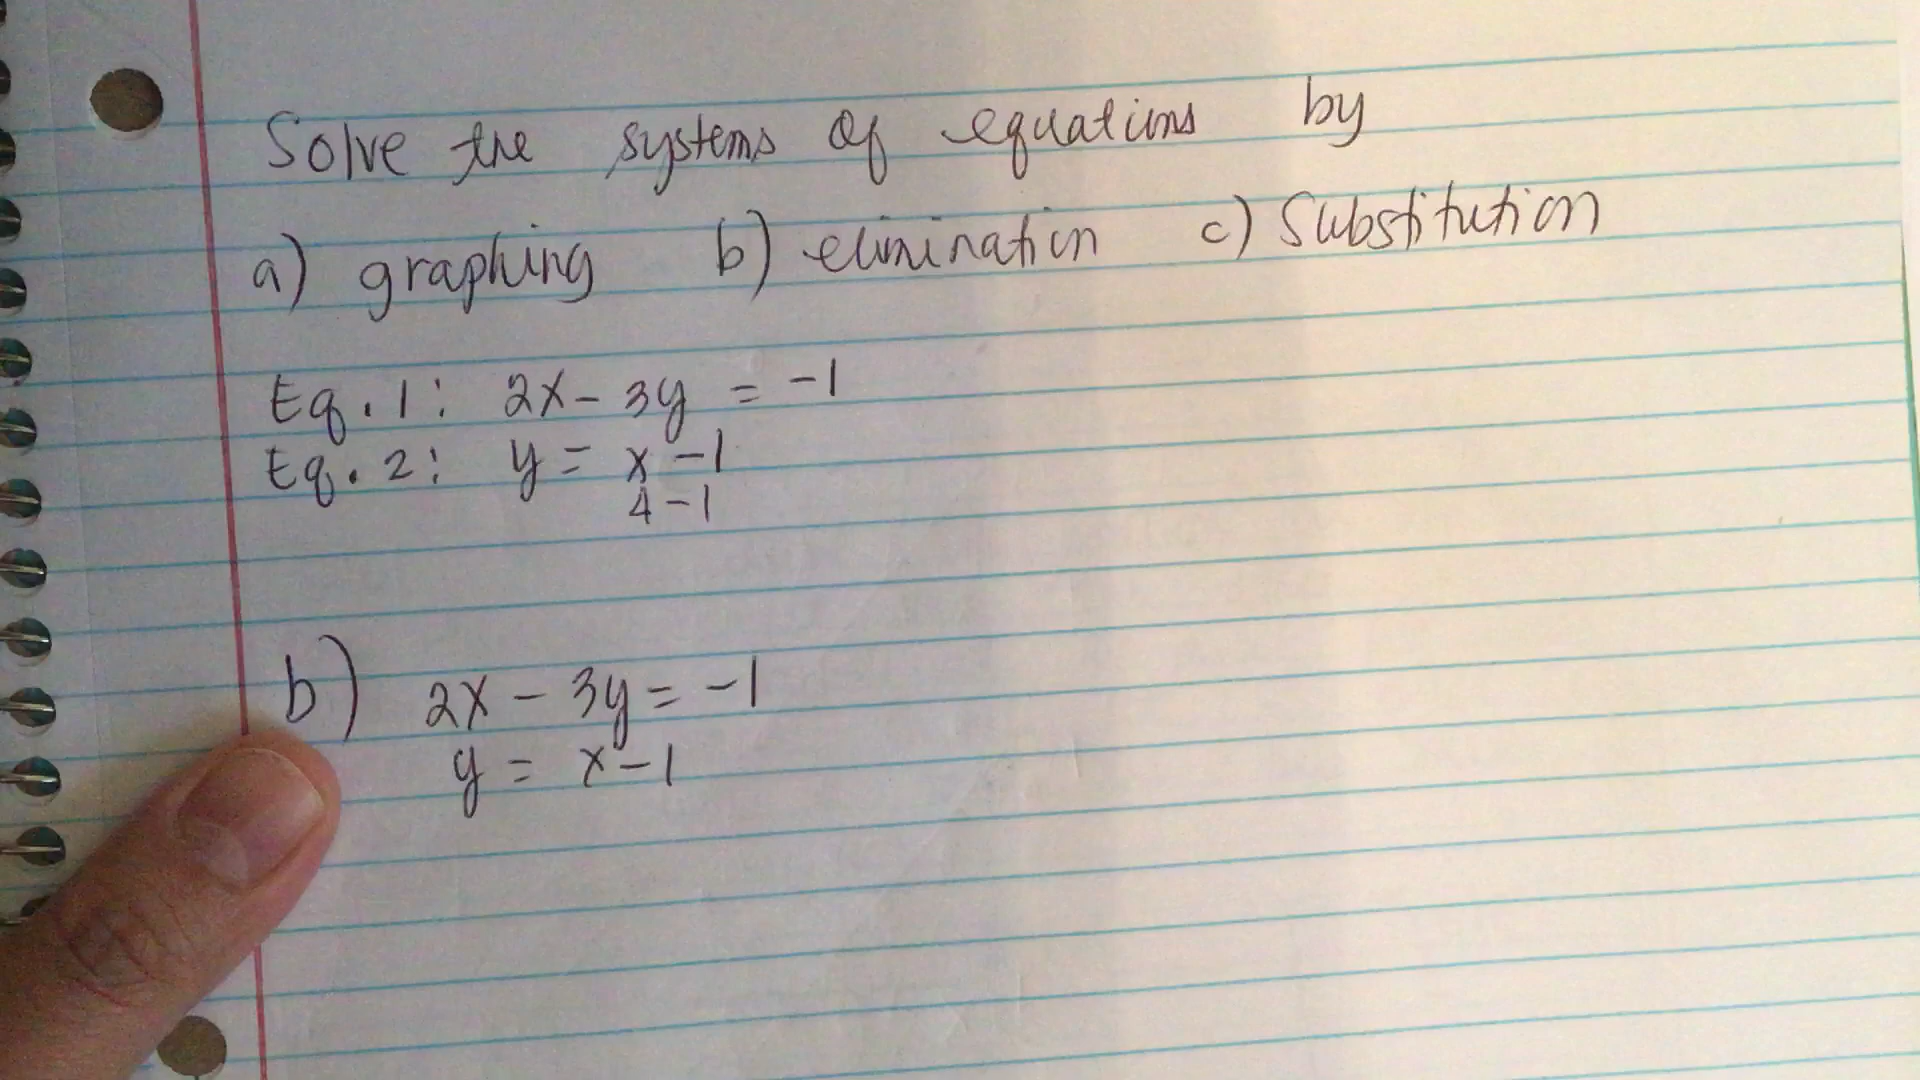 Solve the systems of equations by
a) graphing b) elimination c) Substitution
Eq. 1: 2x - 3y = -1
Eq. 2: y = x - 1
4 - 1
b) 2x - 3y = -1
y = x - 1